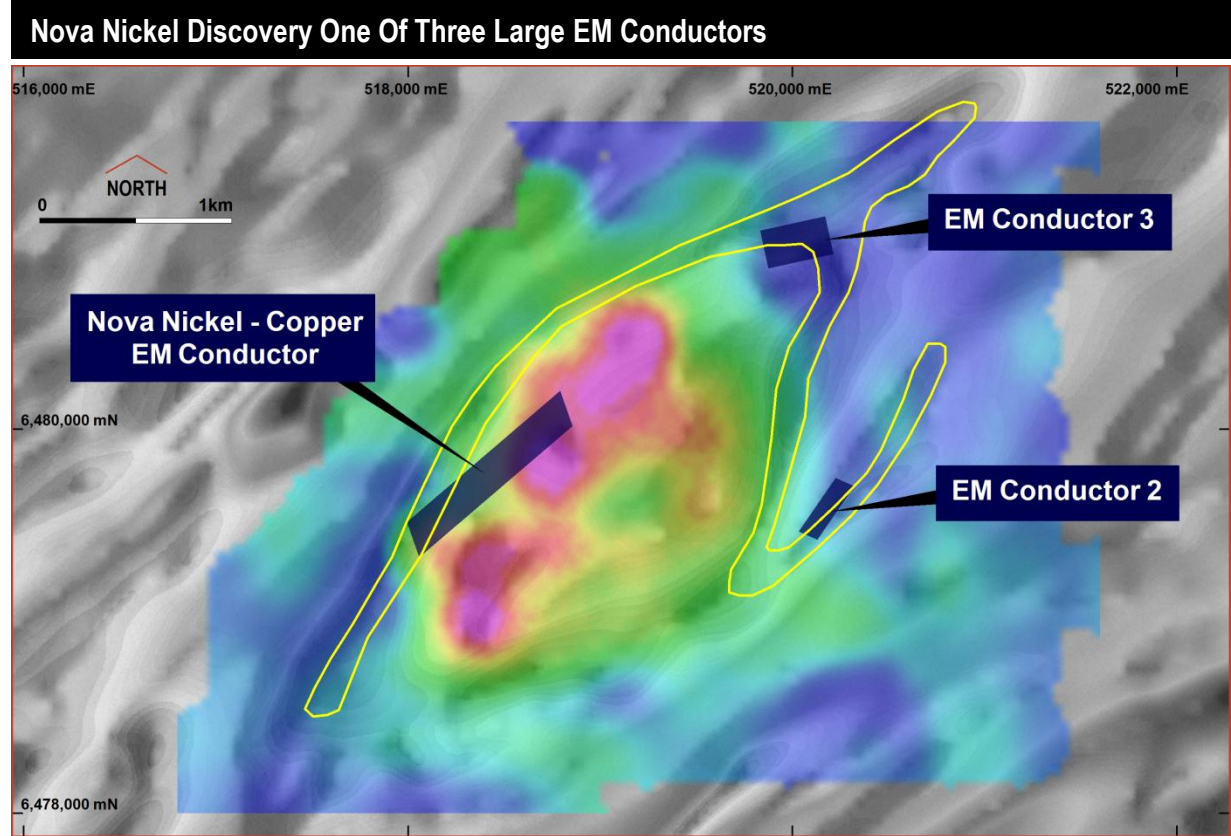 Nova Nickel Discovery One Of Three Large EM Conductors
516,000 mE
518,000 mE
520,000 mE
522,000 mE
NORTH
0
1km
EM Conductor 3
Nova Nickel - Copper
EM Conductor
6,480,000 mN
EM Conductor 2
6,478,000 mN